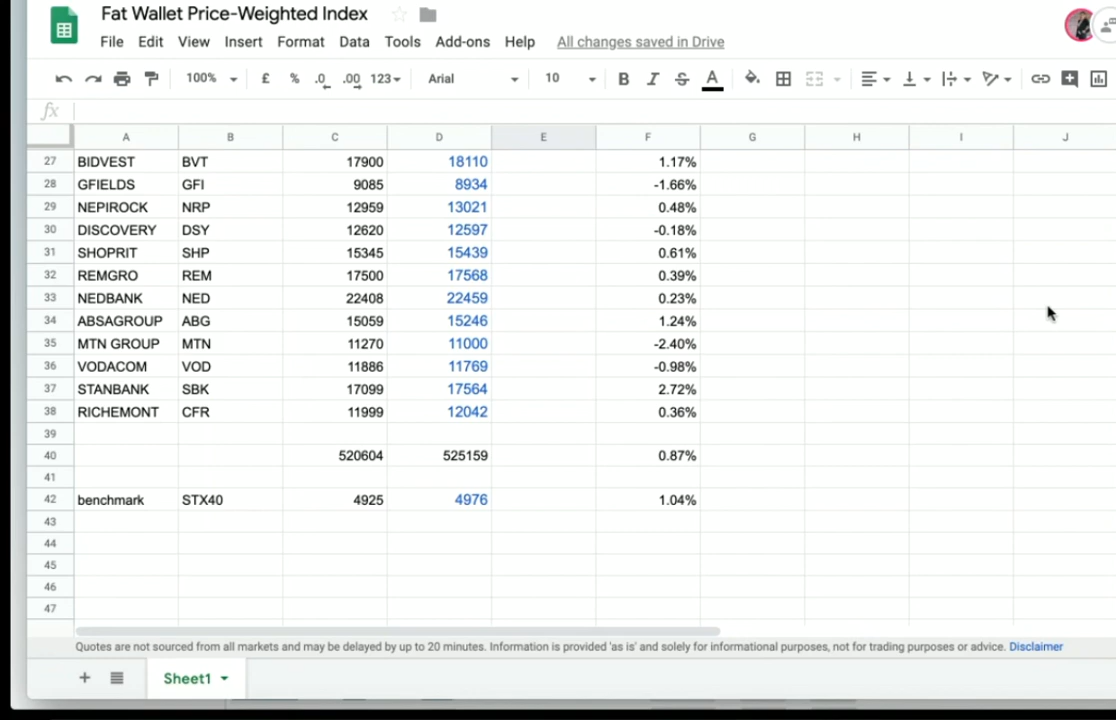 Fat Wallet Price-Weighted Index
File Edit View Insert Format Data Tools Add-ons Help All changes saved in Drive
100% £ % .0 .00 123 Arial 10 B I S A
fx
A B C D E F G H I J
27 BIDVEST BVT 17900 18110 1.17%
28 GFIELDS GFI 9085 8934 -1.66%
29 NEPIROCK NRP 12959 13021 0.48%
30 DISCOVERY DSY 12620 12597 -0.18%
31 SHOPRIT SHP 15345 15439 0.61%
32 REMGRO REM 17500 17568 0.39%
33 NEDBANK NED 22408 22459 0.23%
34 ABSAGROUP ABG 15059 15246 1.24%
35 MTN GROUP MTN 11270 11000 -2.40%
36 VODACOM VOD 11886 11769 -0.98%
37 STANBANK SBK 17099 17564 2.72%
38 RICHEMONT CFR 11999 12042 0.36%
39
40 520604 525159 0.87%
41
42 benchmark STX40 4925 4976 1.04%
43
44
45
46
47
Quotes are not sourced from all markets and may be delayed by up to 20 minutes. Information is provided 'as is' and solely for informational purposes, not for trading purposes or advice. Disclaimer
Sheet1